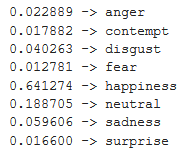 0.022889 -> anger
0.017882 -> contempt
0.040263 -> disgust
0.012781 -> fear
0.641274 -> happiness
0.188705 -> neutral
0.059606 -> sadness
0.016600 -> surprise